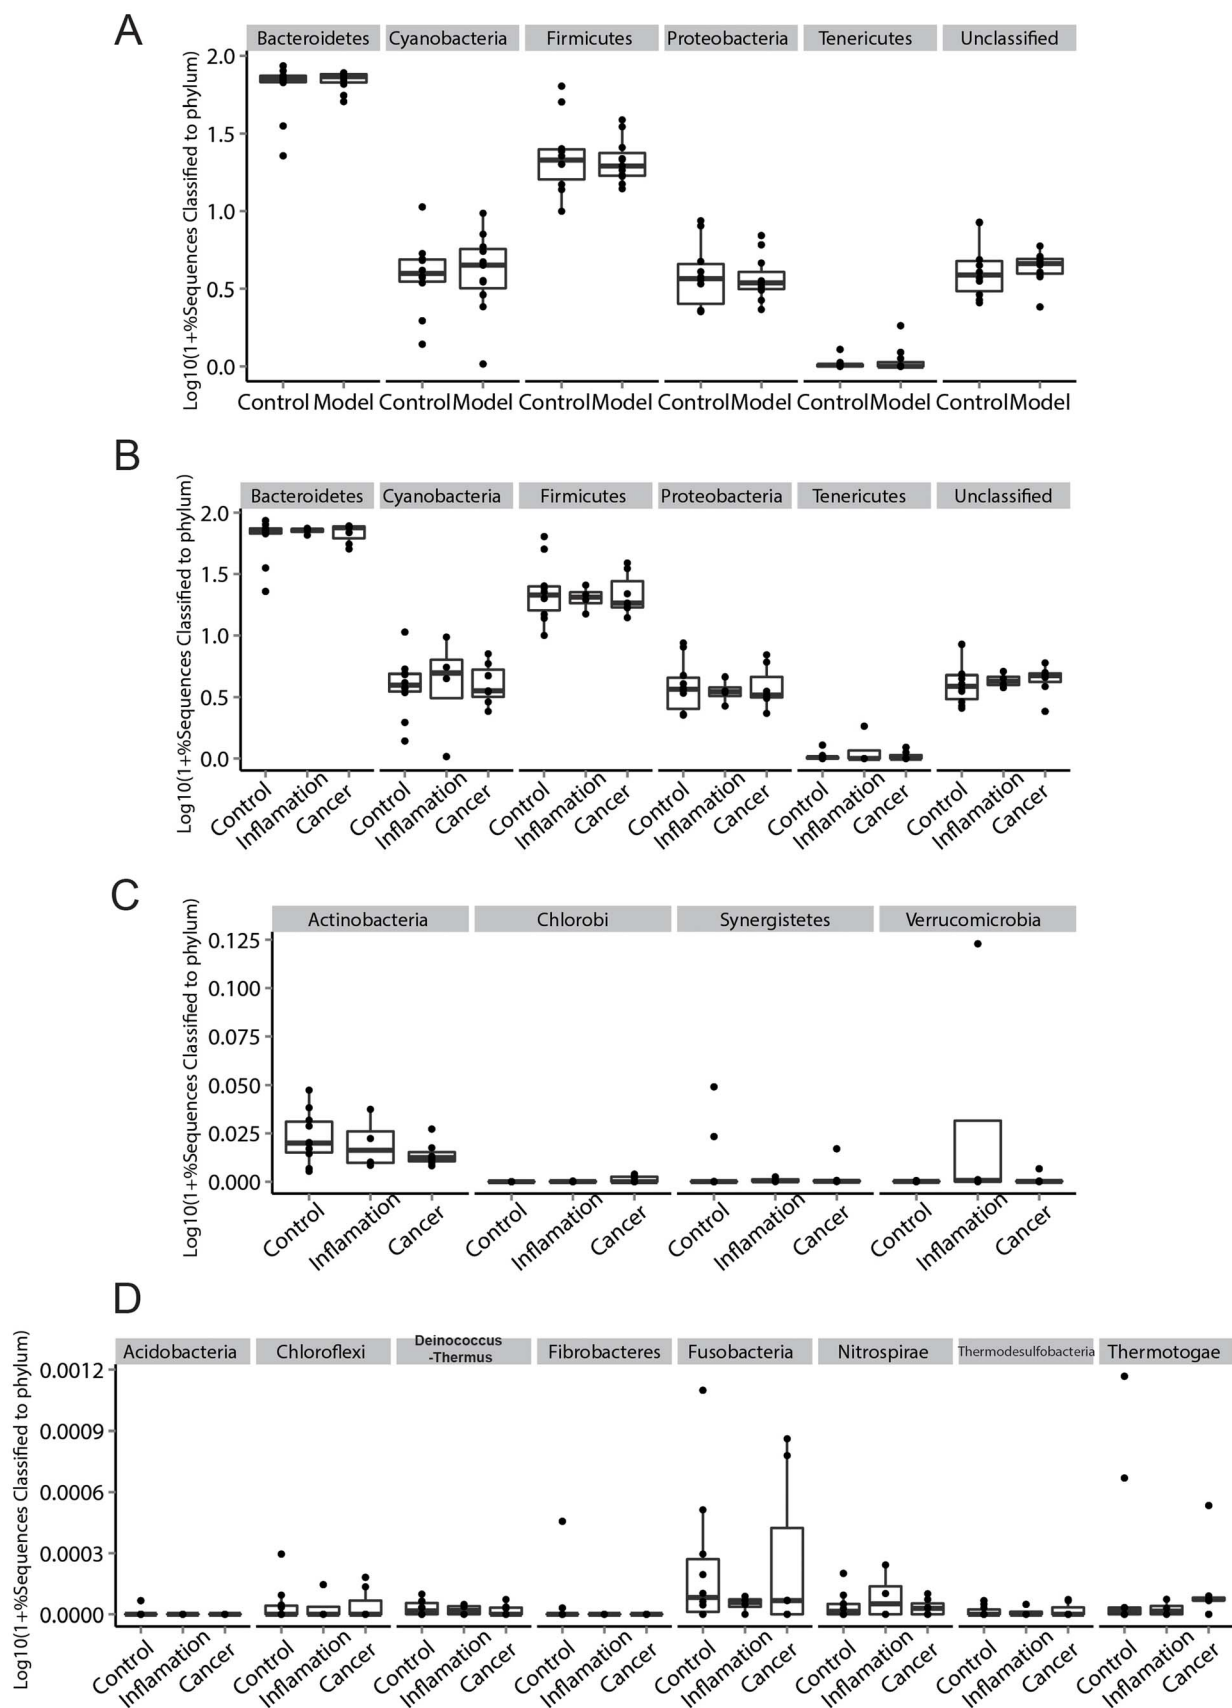 A
Bacteroidetes Cyanobacteria Firmicutes Proteobacteria Tenericutes Unclassified
Log10(1+%Sequences Classified to phylum)
2.0
1.5
1.0
0.5
0.0
Control Model Control Model Control Model Control Model Control Model Control Model
B
Bacteroidetes Cyanobacteria Firmicutes Proteobacteria Tenericutes Unclassified
Log10(1+%Sequences Classified to phylum)
2.0
1.5
1.0
0.5
0.0
Control Inflamation Cancer Control Inflamation Cancer Control Inflamation Cancer Control Inflamation Cancer Control Inflamation Cancer Control Inflamation Cancer
C
Actinobacteria Chlorobi Synergistetes Verrucomicrobia
Log10(1+%Sequences Classified to phylum)
0.125
0.100
0.075
0.050
0.025
0.000
Control Inflamation Cancer Control Inflamation Cancer Control Inflamation Cancer Control Inflamation Cancer
D
Acidobacteria Chloroflexi Deinococcus -Thermus Fibrobacteres Fusobacteria Nitrospirae Thermodesulfobacteria Thermotogae
Log10(1+%Sequences Classified to phylum)
0.0012
0.0009
0.0006
0.0003
0.0000
Control Inflamation Cancer Control Inflamation Cancer Control Inflamation Cancer Control Inflamation Cancer Control Inflamation Cancer Control Inflamation Cancer Control Inflamation Cancer Control Inflamation Cancer